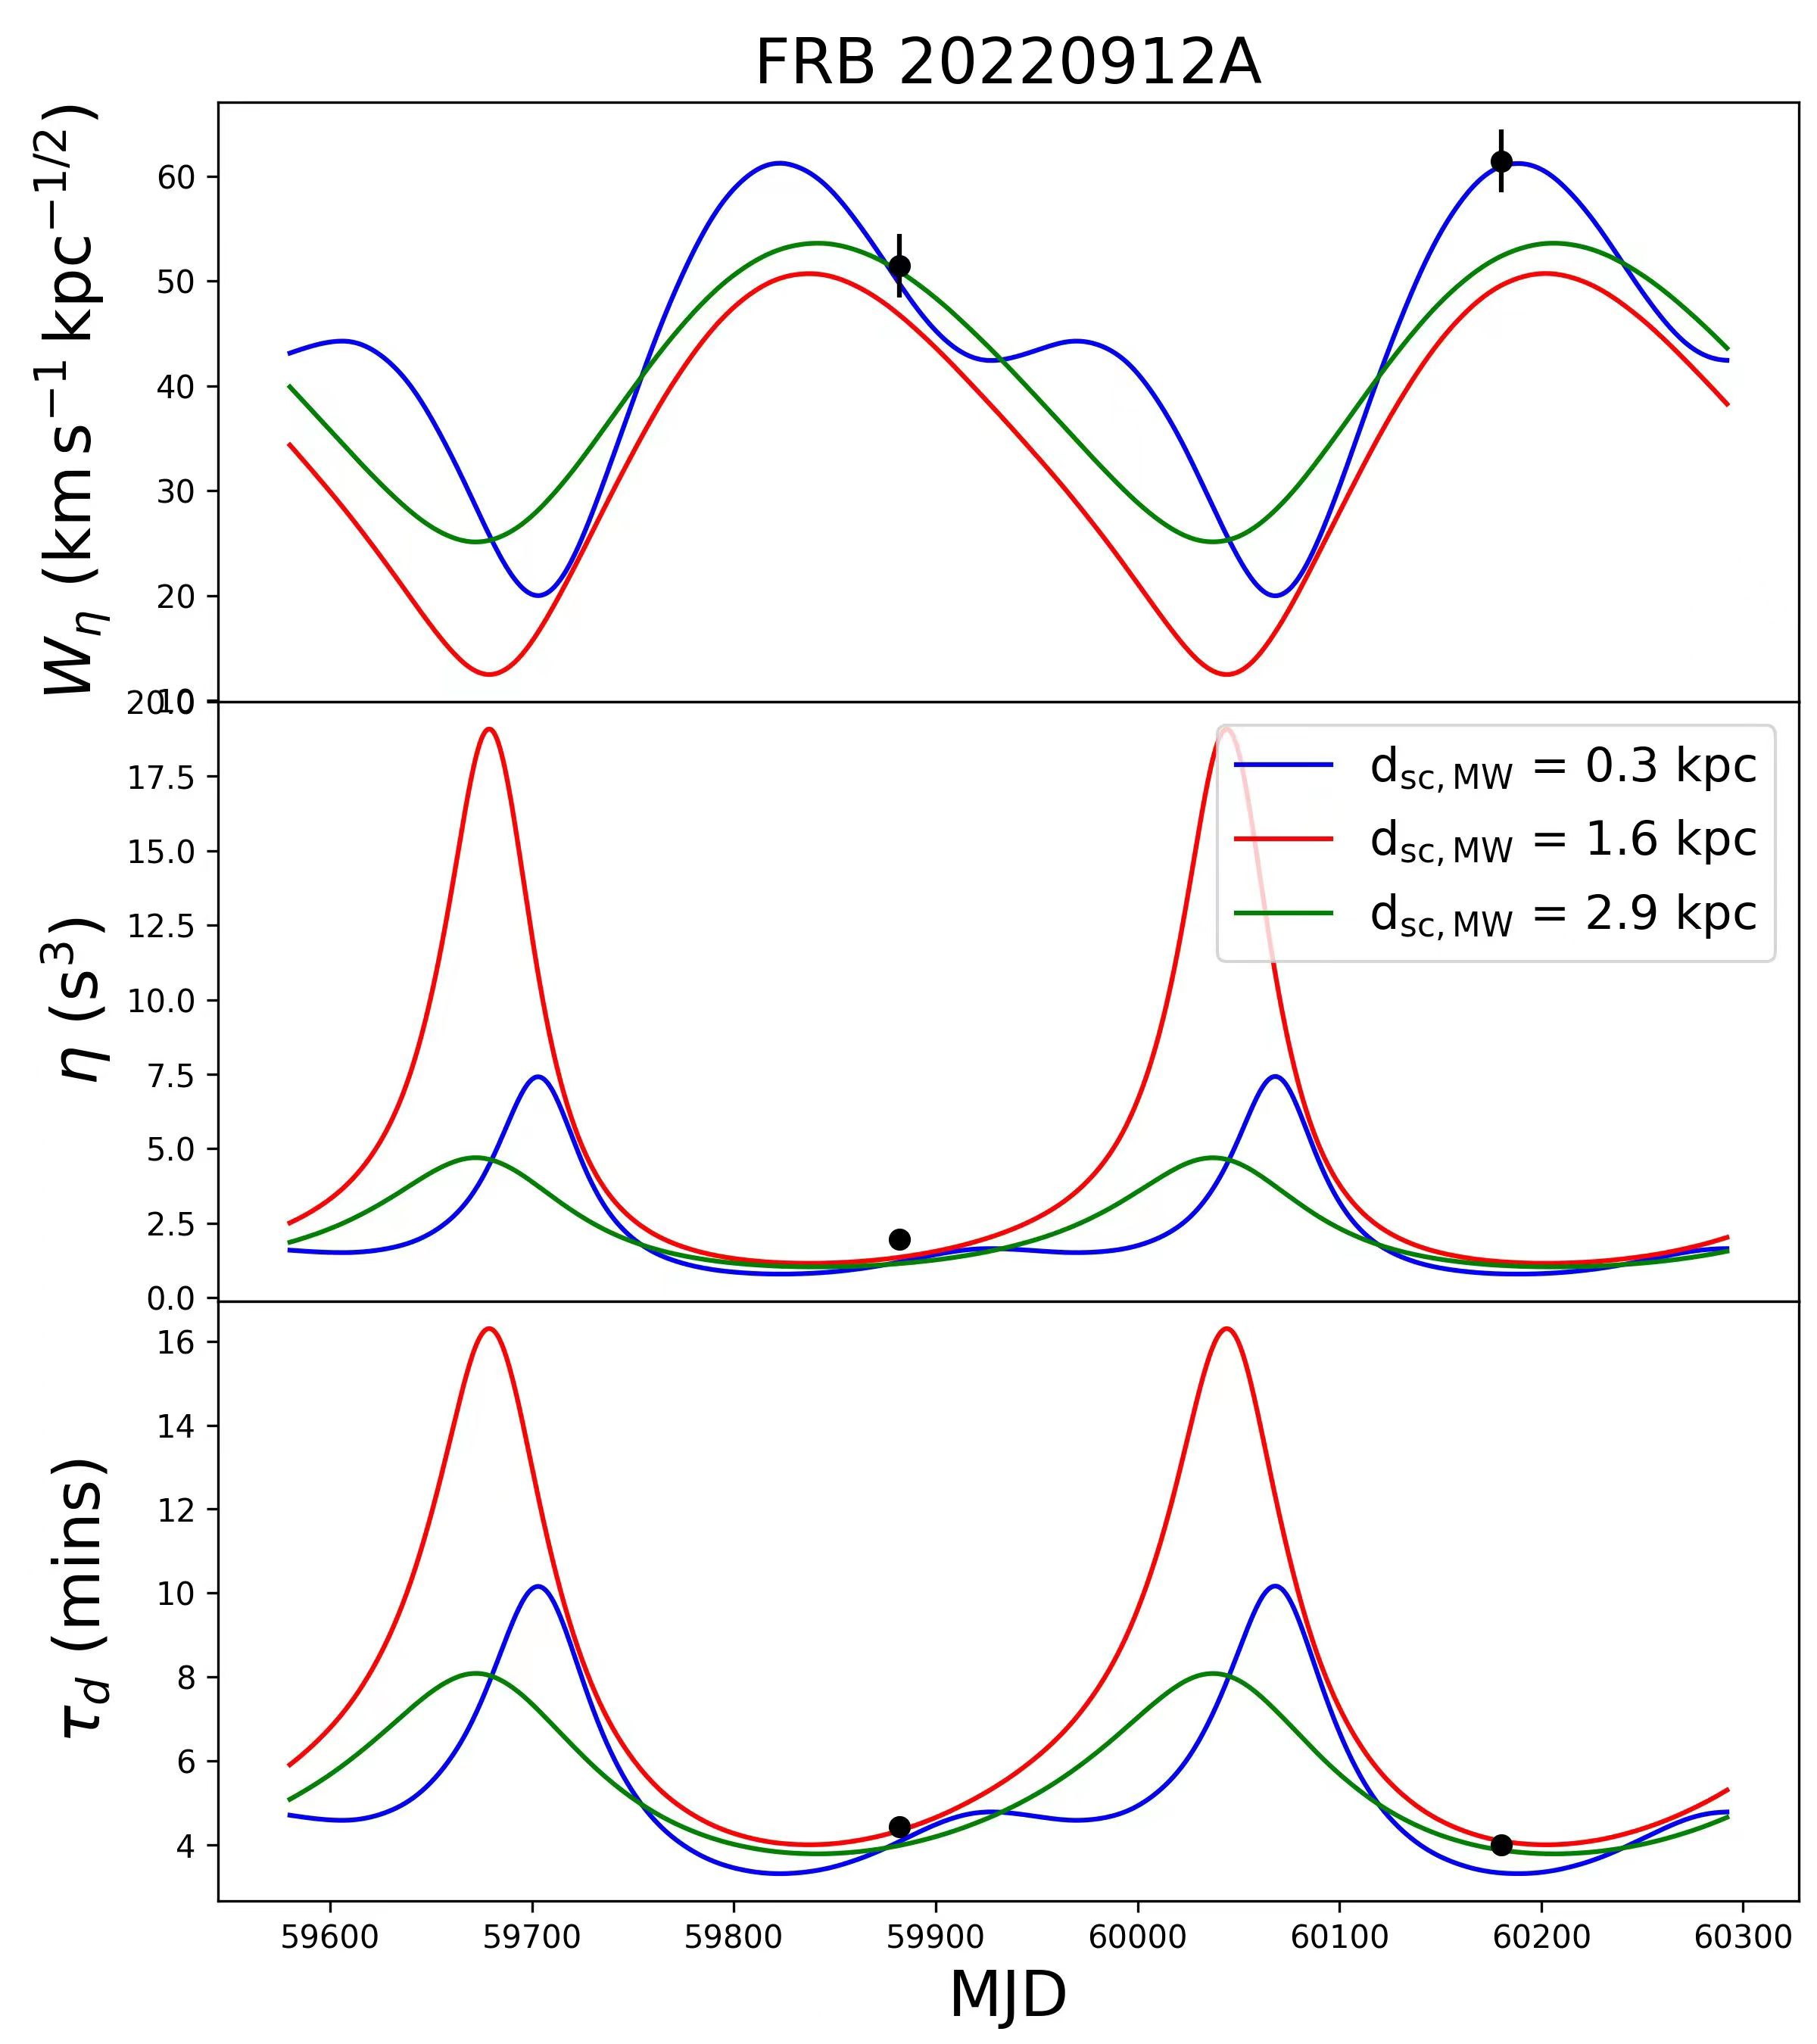 FRB 20220912A
W_η (km s⁻¹ kpc⁻¹/²)
60
50
40
30
20
10
20.0
17.5
15.0
12.5
10.0
7.5
5.0
2.5
0.0
η (s³)
d_sc, MW = 0.3 kpc
d_sc, MW = 1.6 kpc
d_sc, MW = 2.9 kpc
16
14
12
10
8
6
4
τ_d (mins)
59600 59700 59800 59900 60000 60100 60200 60300
MJD